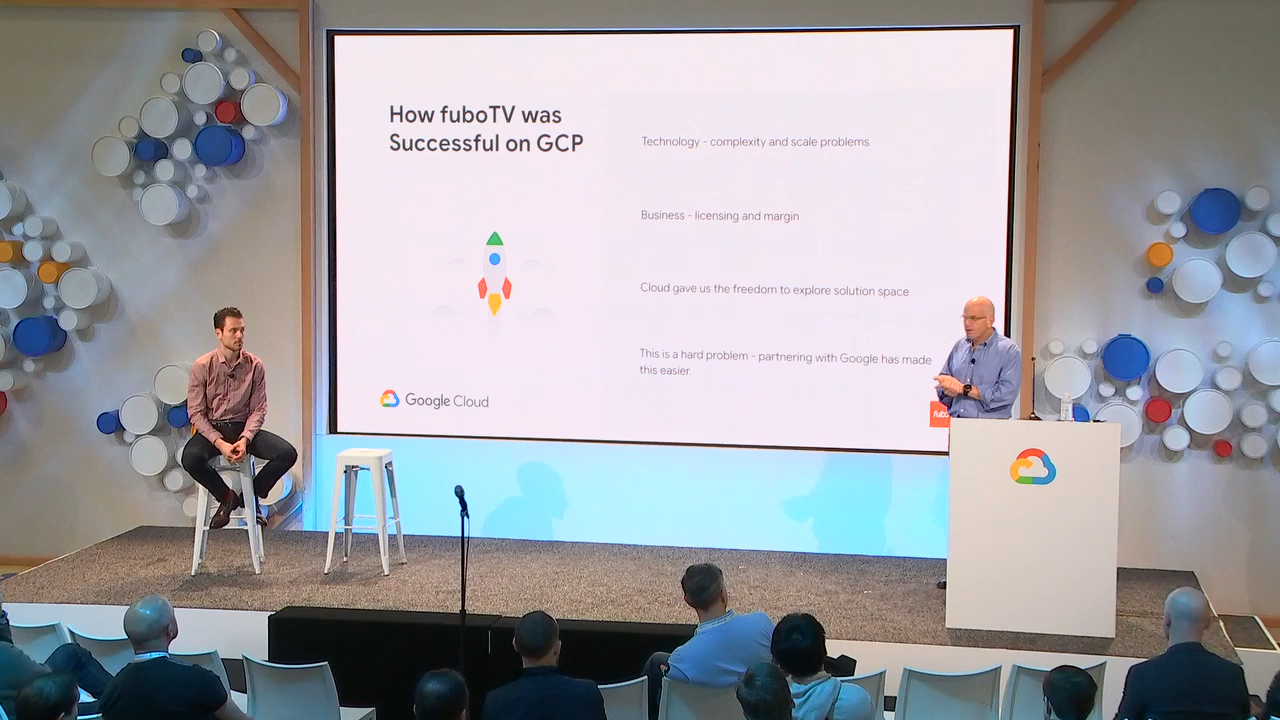 How fuboTV was
Successful on GCP
Technology - complexity and scale problems
Business - licensing and margin
Cloud gave us the freedom to explore solution space
This is a hard problem - partnering with Google has made
this easier.
Google Cloud
fubo